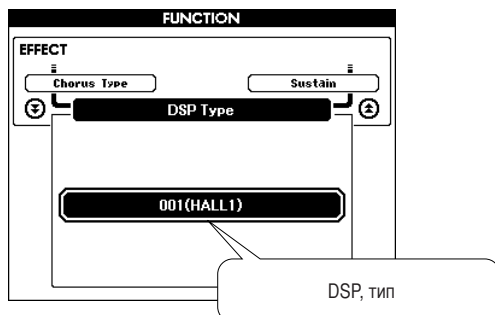 FUNCTION
EFFECT
Chorus Type
Sustain
DSP Type
001(HALL1)
DSP, тип